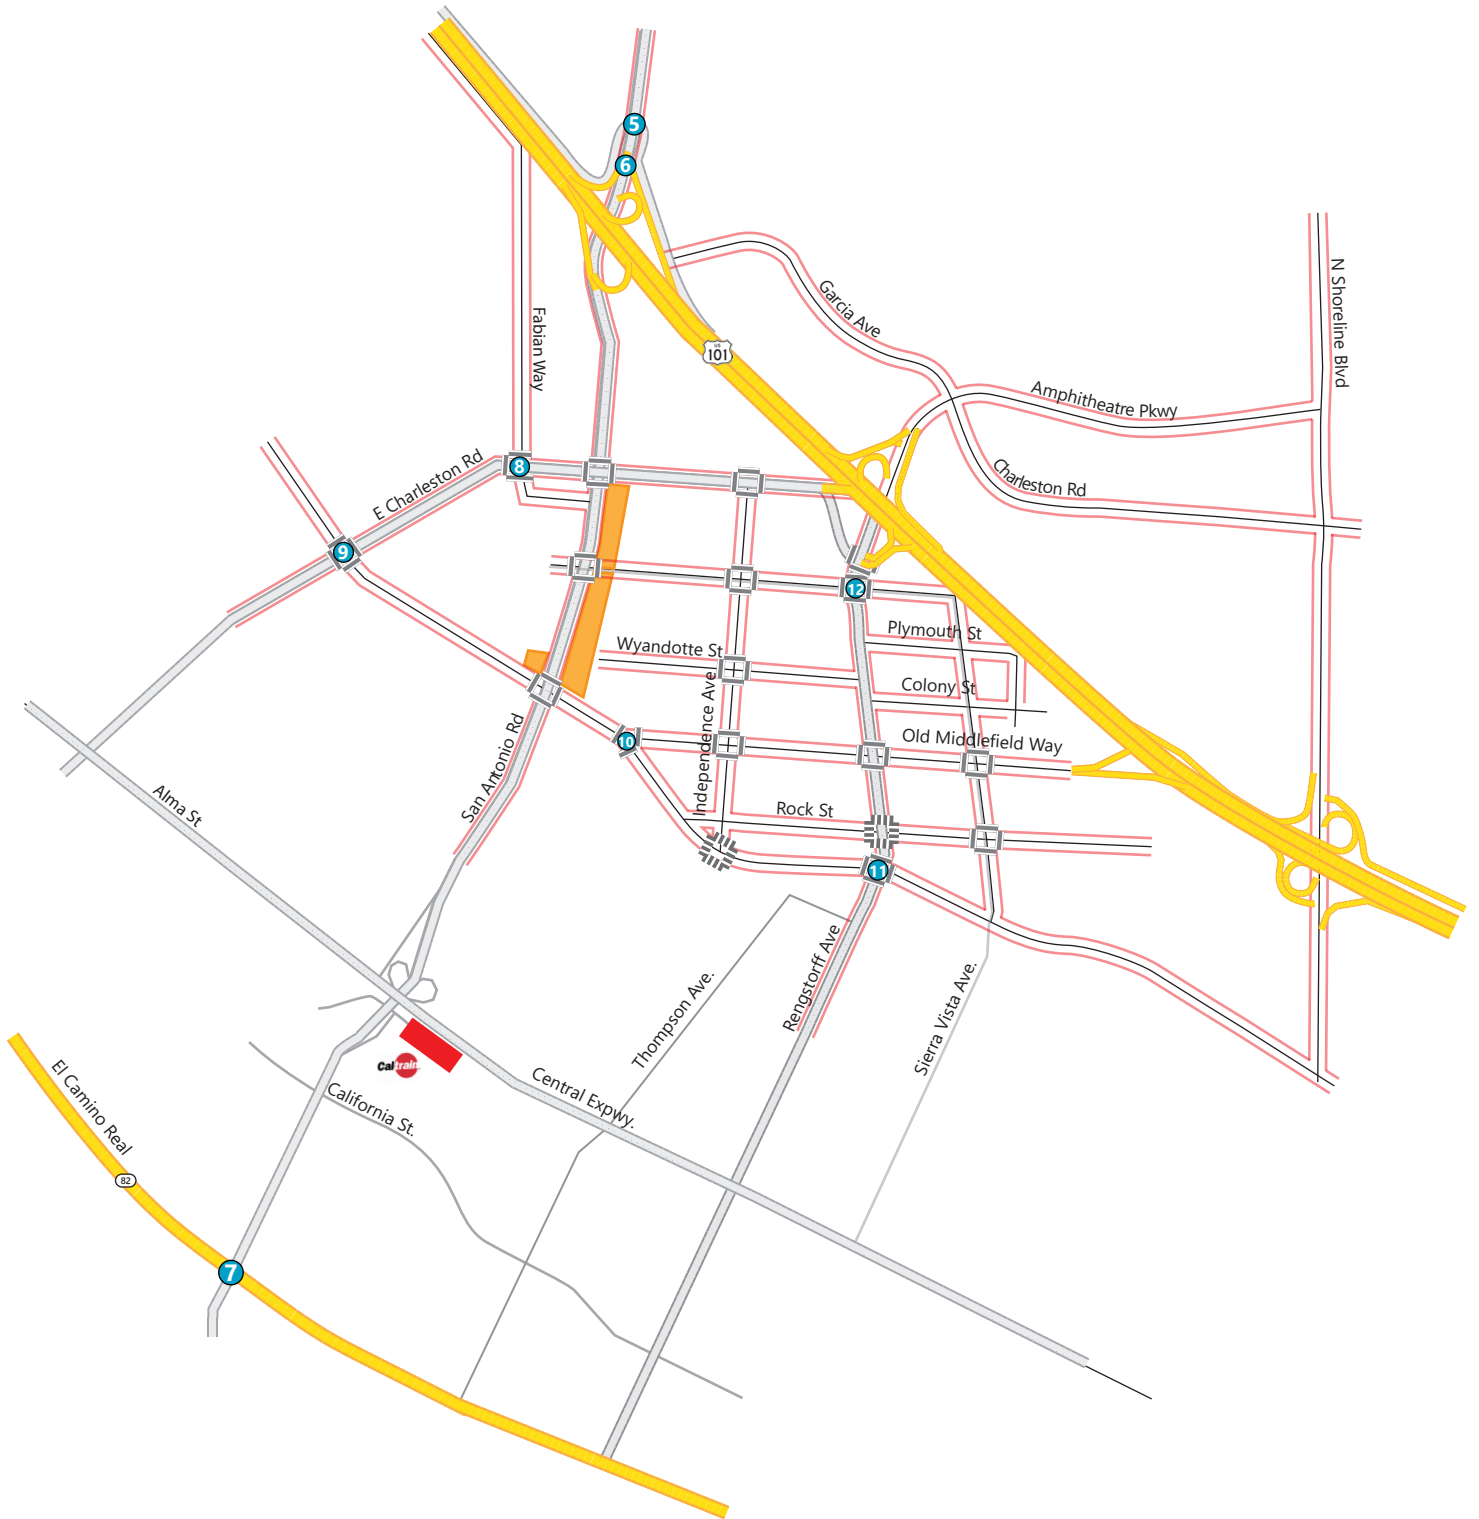 5
6
N Shoreline Blvd
Garcia Ave
Fabian Way
US
101
Amphitheatre Pkwy
E Charleston Rd
8
Charleston Rd
9
12
Plymouth St
Wyandotte St
Colony St
Independence Ave
San Antonio Rd
10
Old Middlefield Way
Alma St
Rock St
11
Rengstorff Ave
Thompson Ave.
Sierra Vista Ave.
Caltrain
El Camino Real
California St.
Central Expwy.
82
7